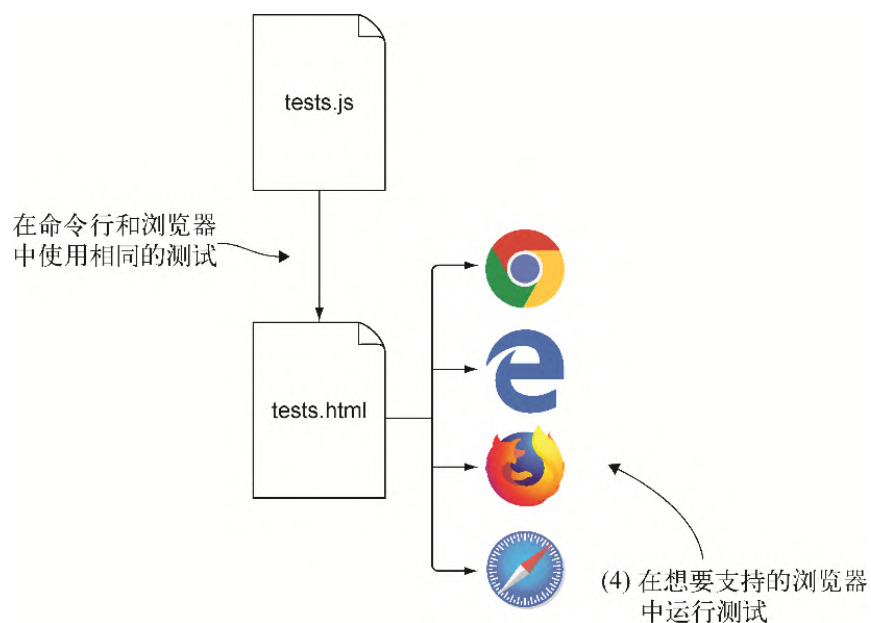 tests.js
在命令行和浏览器
中使用相同的测试
tests.html
(4) 在想要支持的浏览器
中运行测试